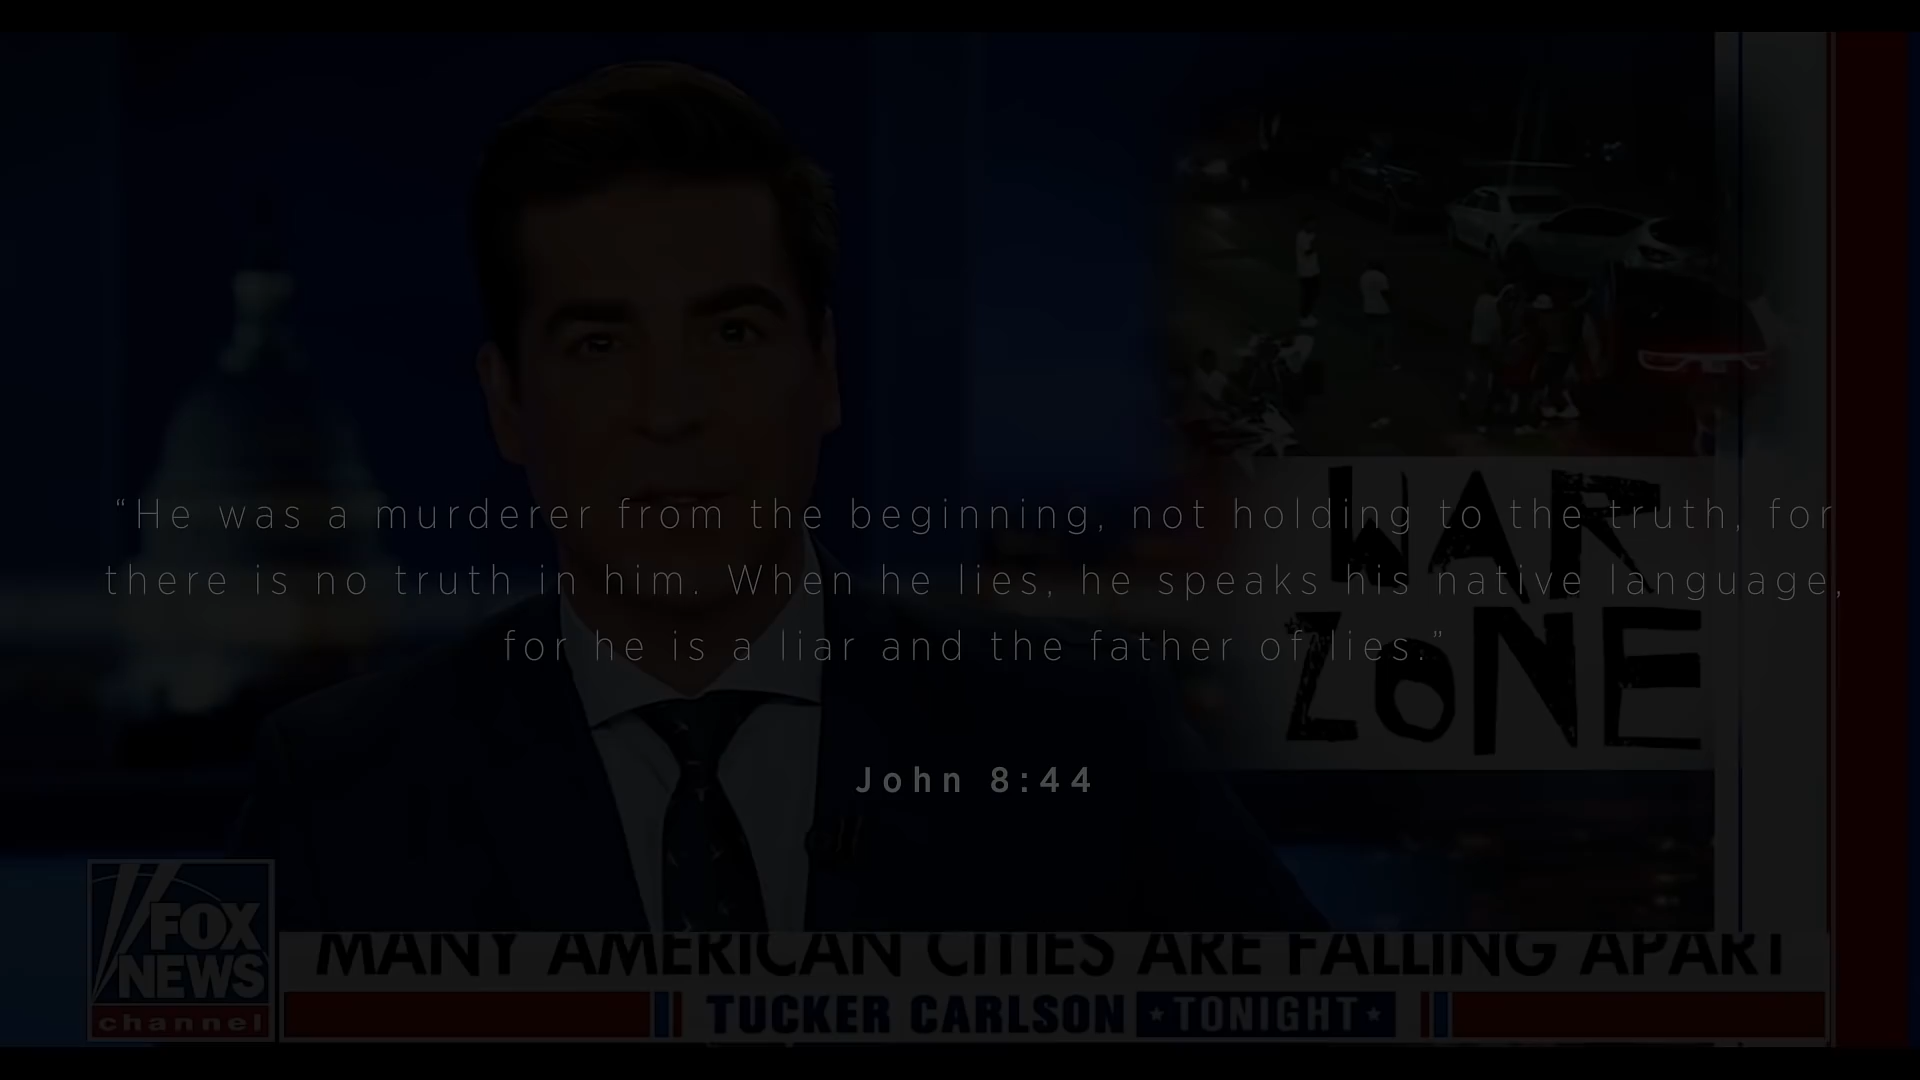 “He was a murderer from the beginning, not holding to the truth, for
there is no truth in him. When he lies, he speaks his native language,
for he is a liar and the father of lies.”
John 8:44
WAR
ZONE
MANY AMERICAN CITIES ARE FALLING APART
FOX
NEWS
channel
TUCKER CARLSON TONIGHT